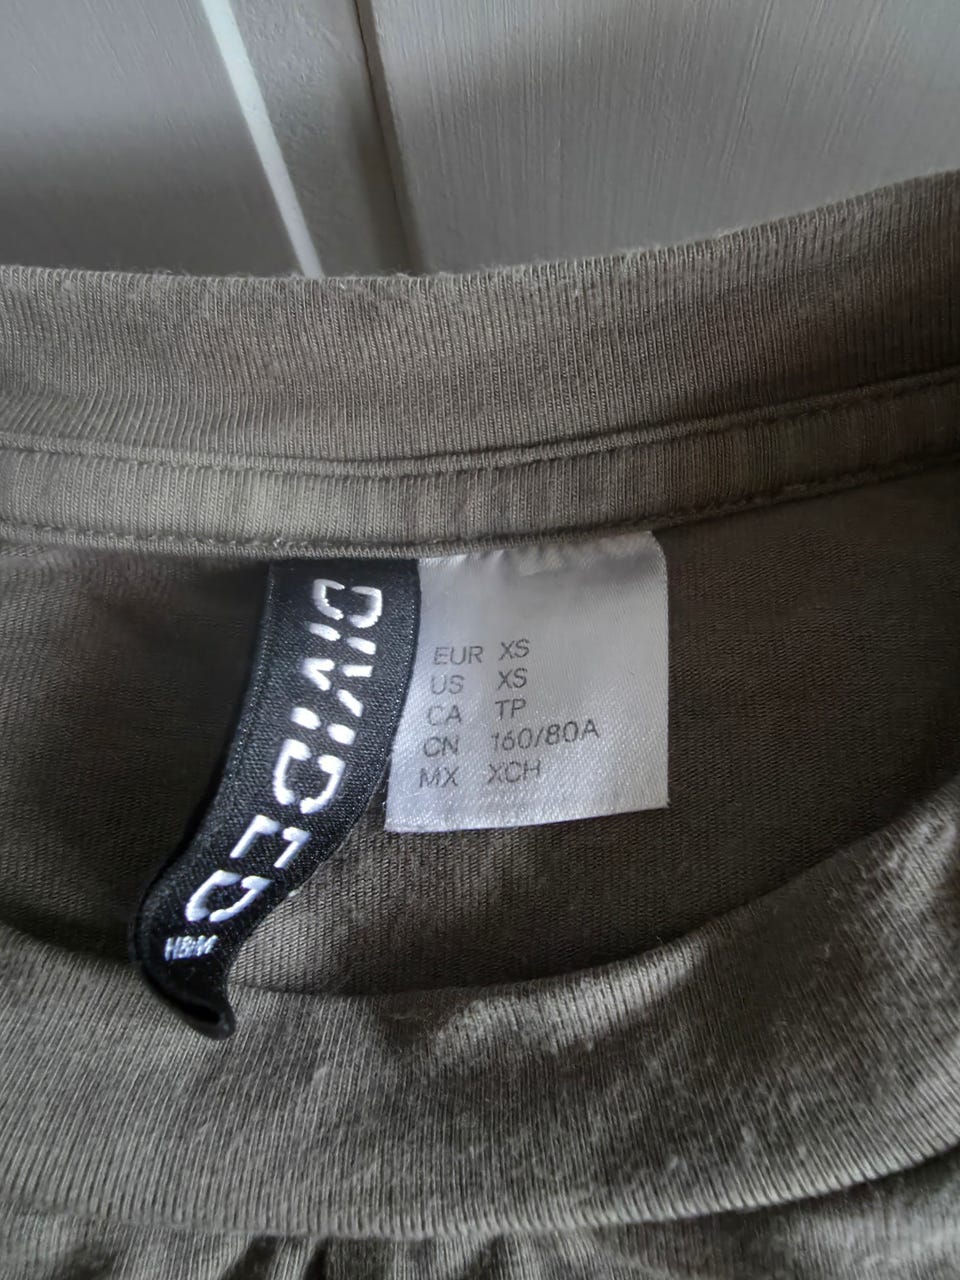 DIVIDED
H&M
EUR XS
US XS
CA TP
CN 160/80A
MX XCH